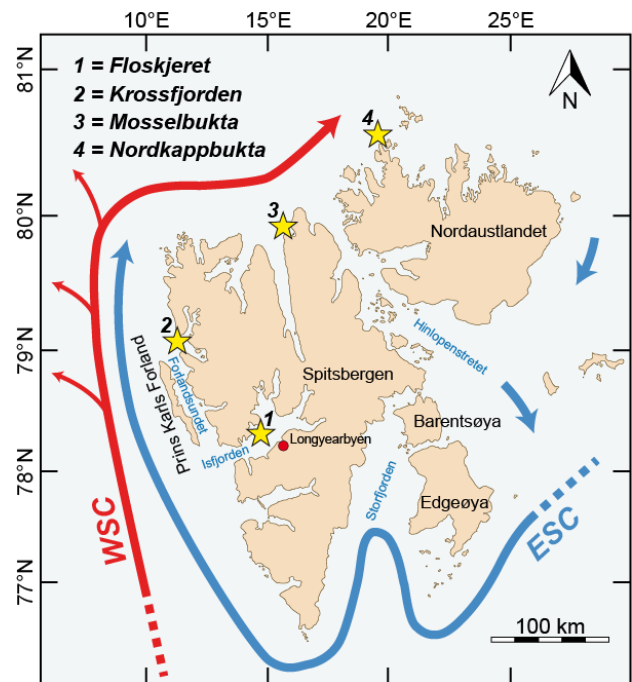 10°E 15°E 20°E 25°E
81°N
80°N
79°N
78°N
77°N
1 = Floskjeret
2 = Krossfjorden
3 = Mosselbukta
4 = Nordkappbukta
N
4
3
Nordaustlandet
2
Hinlopenstretet
Prins Karls Forland
Forlandsundet
Spitsbergen
1
Barentsøya
Longyearbyen
Isfjorden
Storfjorden
Edgeøya
WSC
ESC
100 km